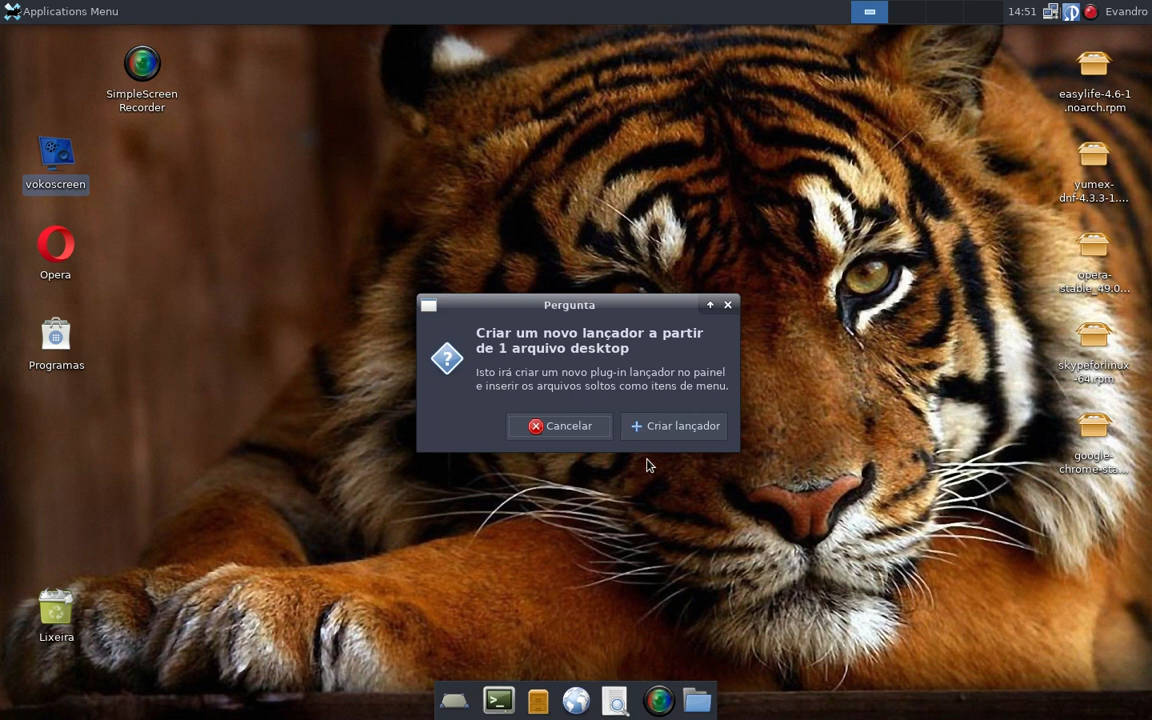 Applications Menu
14:51
Evandro
SimpleScreen
Recorder
vokoscreen
Opera
Programas
Lixeira
easylife-4.6-1
.noarch.rpm
yumex-
dnf-4.3.3-1....
opera-
stable_49.0...
skypeforlinux
-64.rpm
google-
chrome-sta...
Pergunta
Criar um novo lançador a partir
de 1 arquivo desktop
Isto irá criar um novo plug-in lançador no painel
e inserir os arquivos soltos como itens de menu.
Cancelar
Criar lançador